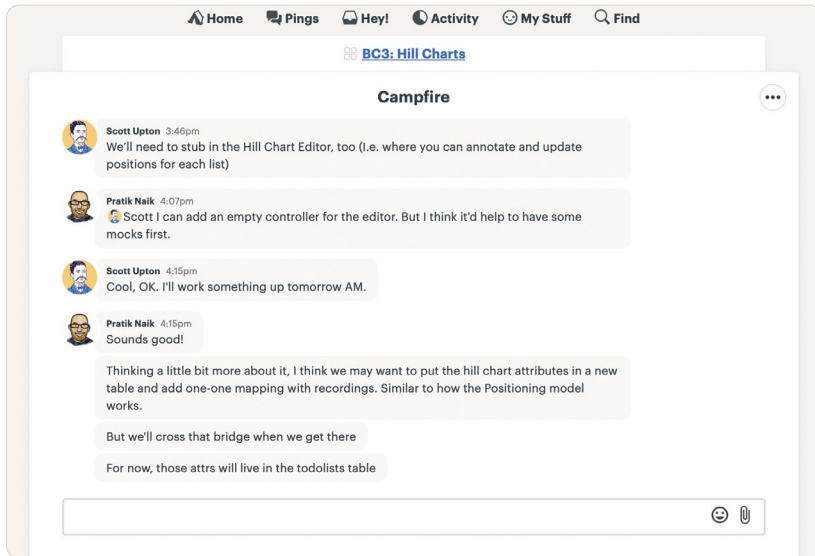 Home Pings Hey! Activity My Stuff Find
BC3: Hill Charts
Campfire
Scott Upton 3:46pm
We'll need to stub in the Hill Chart Editor, too (I.e. where you can annotate and update
positions for each list)
Pratik Naik 4:07pm
Scott I can add an empty controller for the editor. But I think it'd help to have some
mocks first.
Scott Upton 4:15pm
Cool, OK. I'll work something up tomorrow AM.
Pratik Naik 4:15pm
Sounds good!
Thinking a little bit more about it, I think we may want to put the hill chart attributes in a new
table and add one-one mapping with recordings. Similar to how the Positioning model
works.
But we'll cross that bridge when we get there
For now, those attrs will live in the todolists table